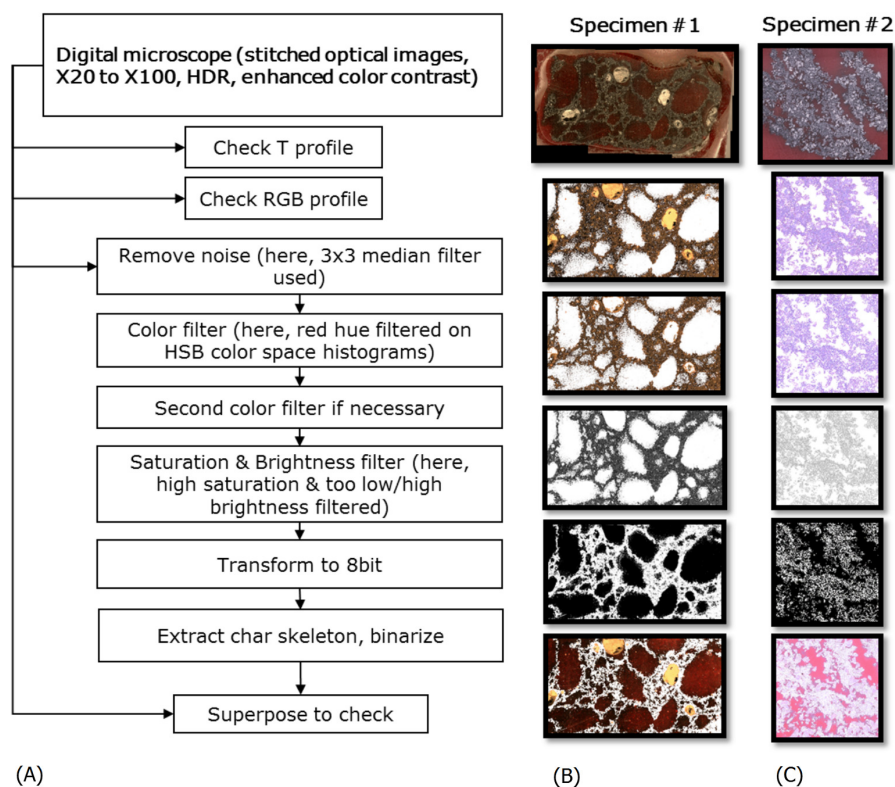 Specimen #1
Specimen #2
Digital microscope (stitched optical images,
X20 to X100, HDR, enhanced color contrast)
Check T profile
Check RGB profile
Remove noise (here, 3x3 median filter
used)
Color filter (here, red hue filtered on
HSB color space histograms)
Second color filter if necessary
Saturation & Brightness filter (here,
high saturation & too low/high
brightness filtered)
Transform to 8bit
Extract char skeleton, binarize
Superpose to check
(A)
(B)
(C)